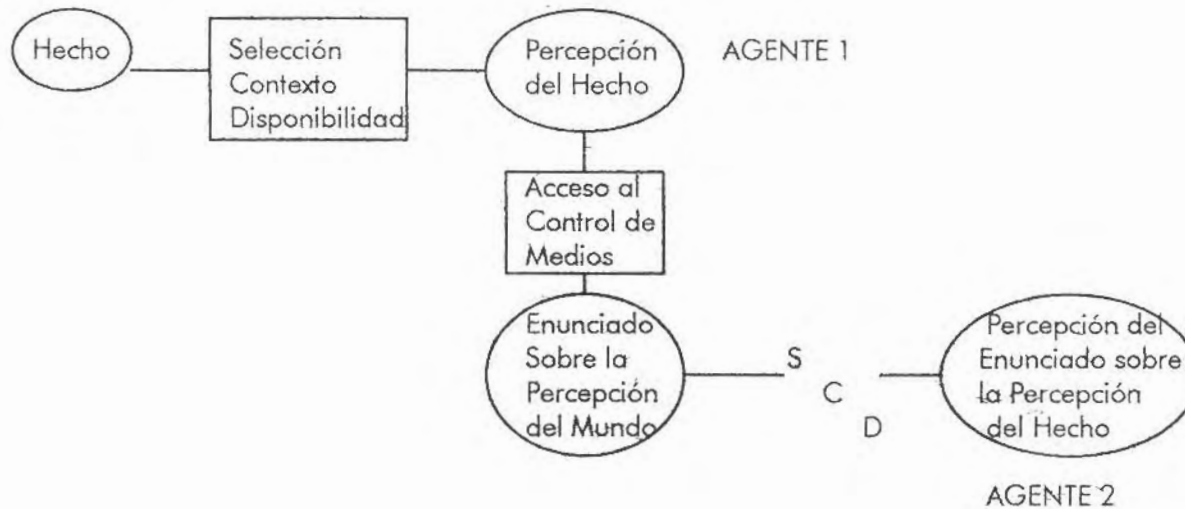 Hecho
Selección
Contexto
Disponibilidad
Percepción
del Hecho
AGENTE 1
Acceso al
Control de
Medios
Enunciado
Sobre la
Percepción
del Mundo
S
C
D
Percepción del
Enunciado sobre
la Percepción
del Hecho
AGENTE 2